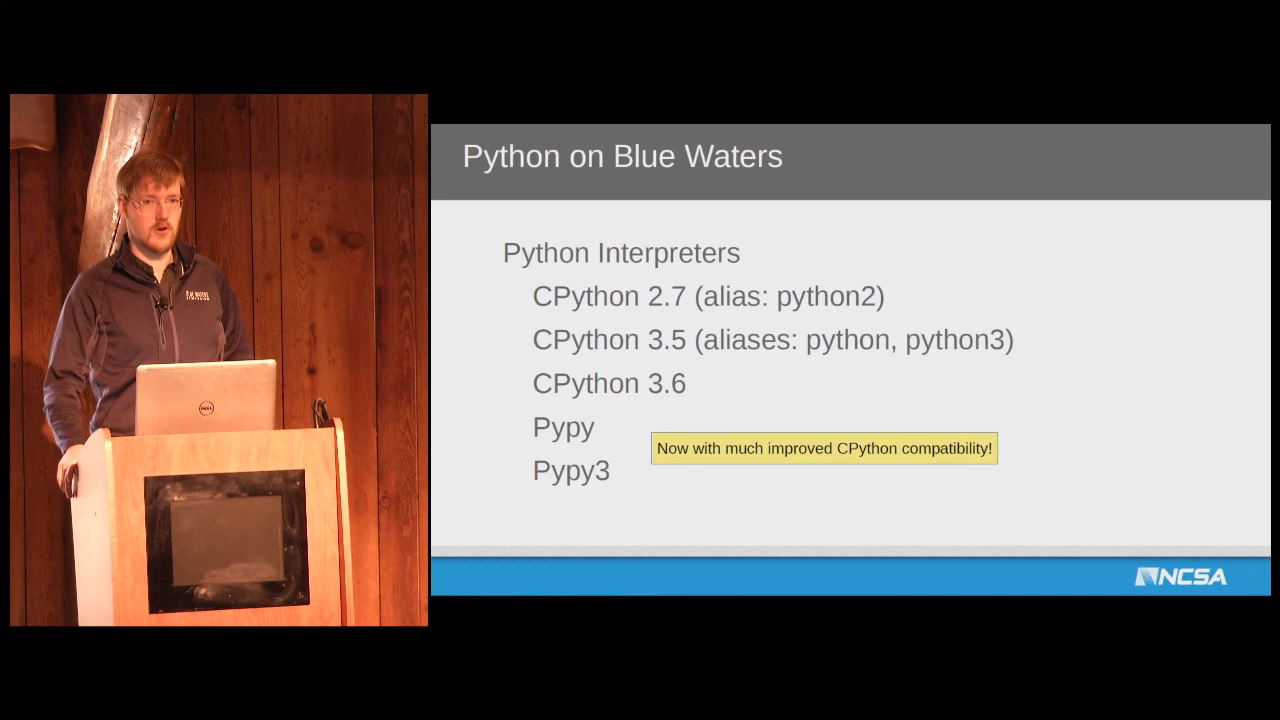 Python on Blue Waters
Python Interpreters
CPython 2.7 (alias: python2)
CPython 3.5 (aliases: python, python3)
CPython 3.6
Pypy
Now with much improved CPython compatibility!
Pypy3
NCSA
DELL